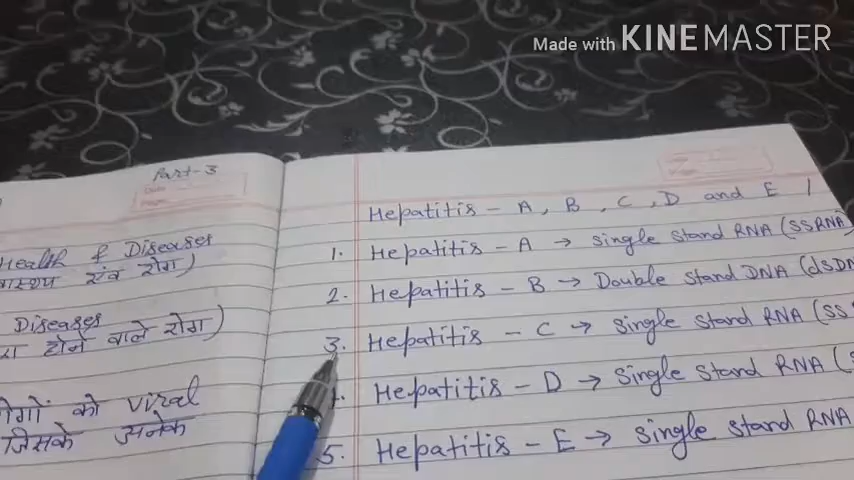 Made with KINEMASTER
Part-3
Health & Diseases
रोग)
Diseases
होने वाले रोग)
को Viral
जिसके अनेक
Hepatitis - A, B, C, D and E /
1. Hepatitis - A → Single Stand RNA (SSRNA)
2. Hepatitis - B → Double Stand DNA (dsDN
3. Hepatitis - C → Single Stand RNA (SS
Hepatitis - D → Single Stand RNA (
5. Hepatitis - E → Single Stand RNA